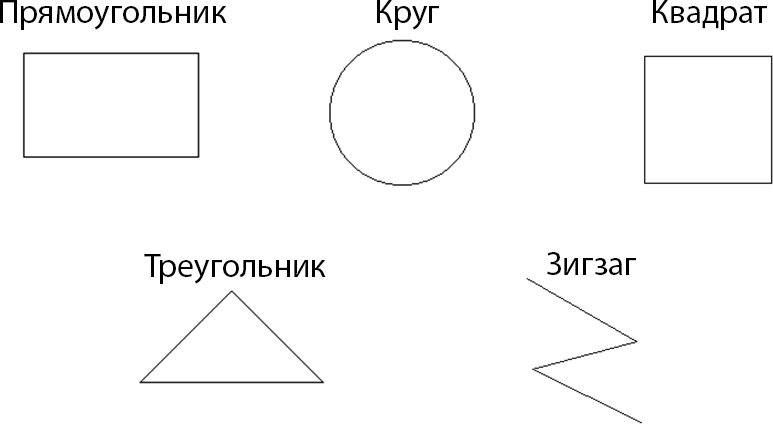 Прямоугольник
Круг
Квадрат
Треугольник
Зигзаг